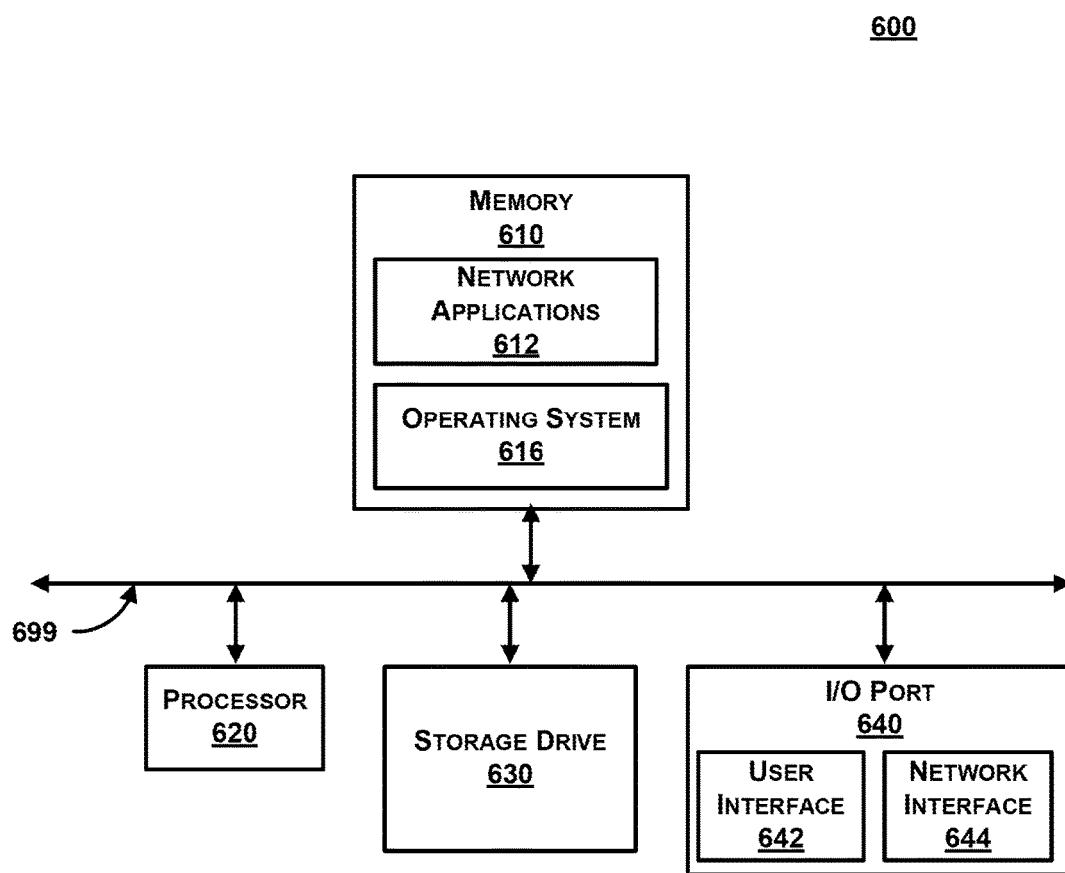 600
MEMORY
610
NETWORK
APPLICATIONS
612
OPERATING SYSTEM
616
699
PROCESSOR
620
STORAGE DRIVE
630
I/O PORT
640
USER
INTERFACE
642
NETWORK
INTERFACE
644